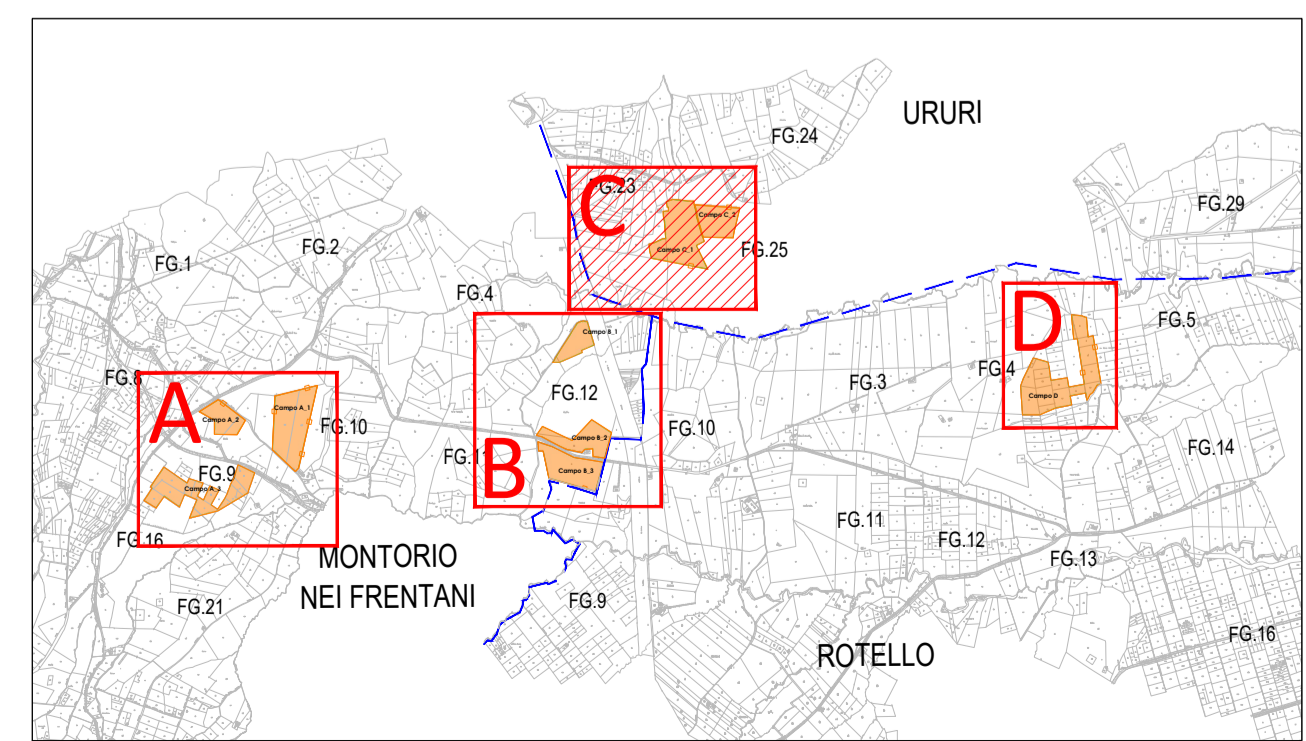 URURI
FG.24
FG.23
C
FG.29
Campo C_2
FG.2
FG.25
Campo C_1
FG.1
FG.4
D
FG.5
Campo B_1
FG.8
A
FG.4
FG.3
FG.12
Campo D
Campo A_1
Campo A_2
FG.10
FG.10
Campo B_2
FG.14
FG.11
B
Campo B_3
FG.9
Campo A_3
FG.11
FG.16
FG.12
MONTORIO
NEI FRENTANI
FG.13
FG.21
FG.9
FG.16
ROTELLO